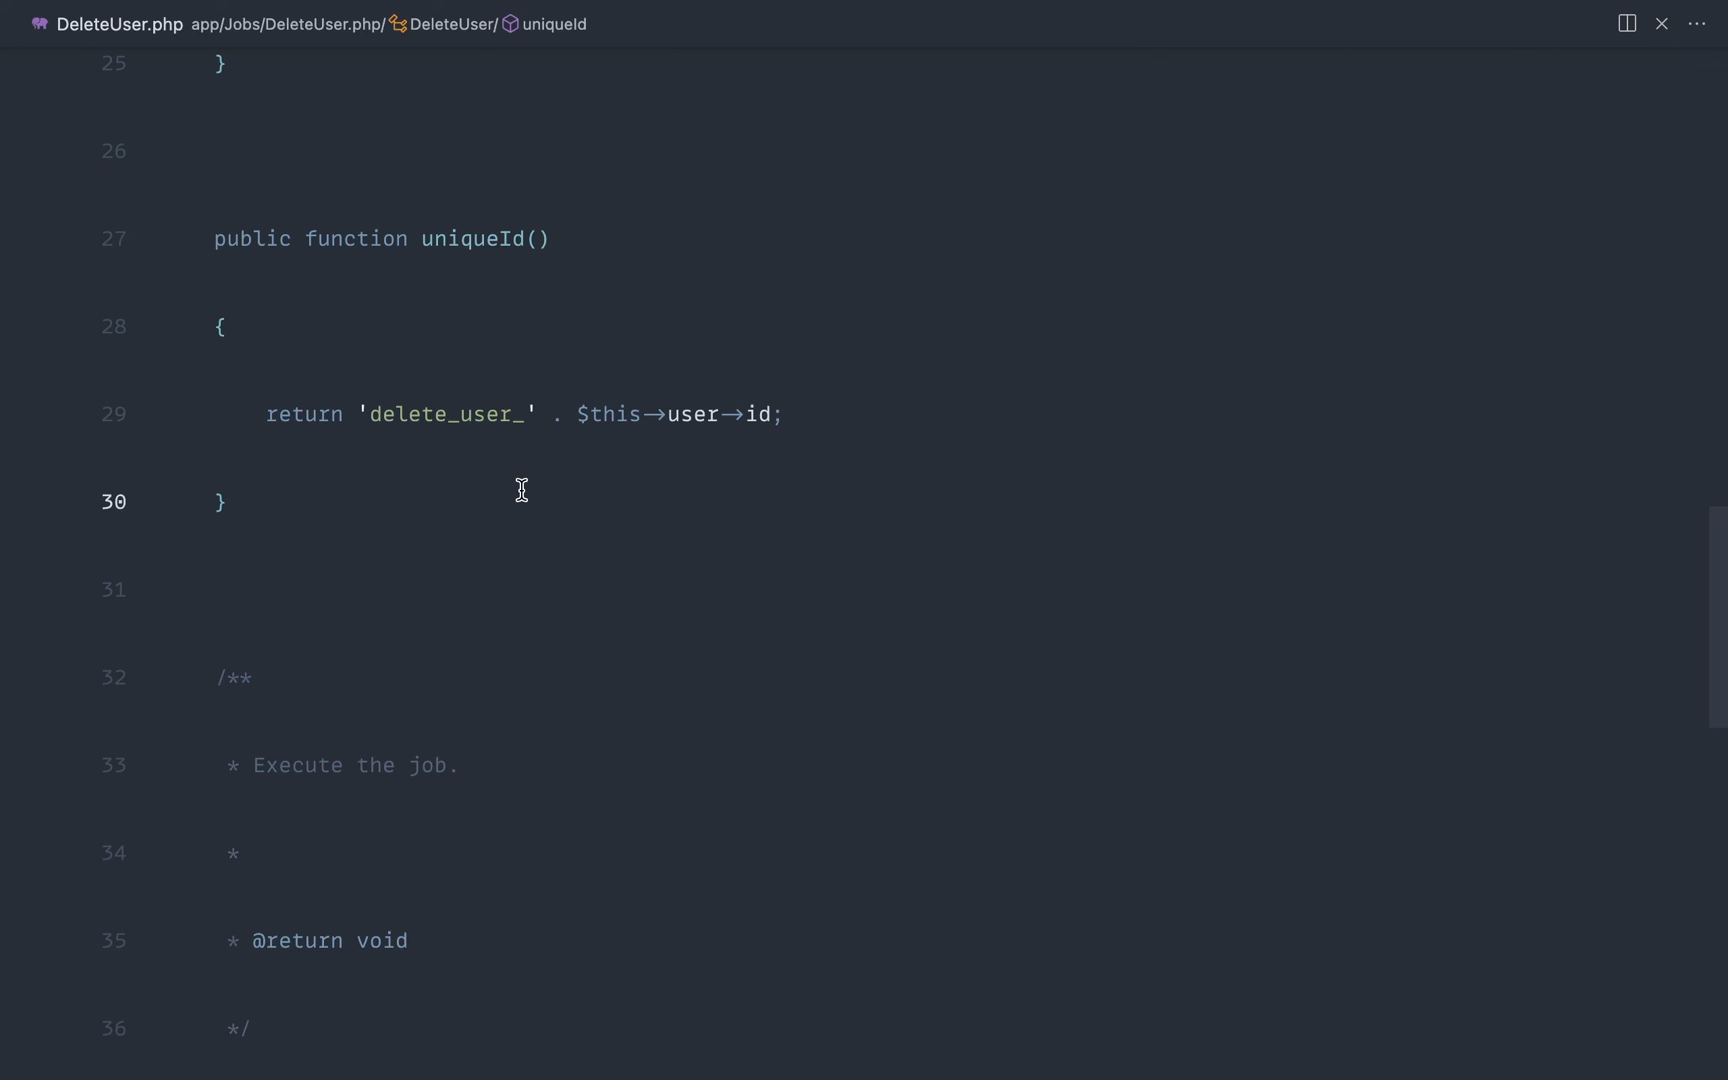 DeleteUser.php app/Jobs/DeleteUser.php/ DeleteUser/ uniqueId
25 }
26
27 public function uniqueId()
28 {
29 return 'delete_user_' . $this->user->id;
30 }
31
32 /**
33 * Execute the job.
34 *
35 * @return void
36 */